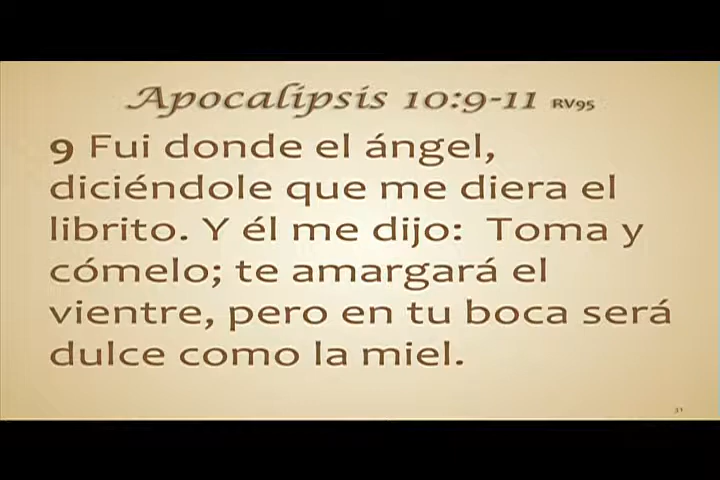 Apocalipsis 10:9-11 RV95
9 Fui donde el ángel,
diciéndole que me diera el
librito. Y él me dijo: Toma y
cómelo; te amargará el
vientre, pero en tu boca será
dulce como la miel.
31